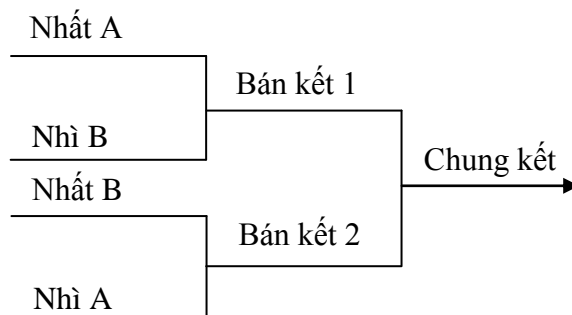 Nhất A
Bán kết 1
Nhì B
Chung kết
Nhất B
Bán kết 2
Nhì A